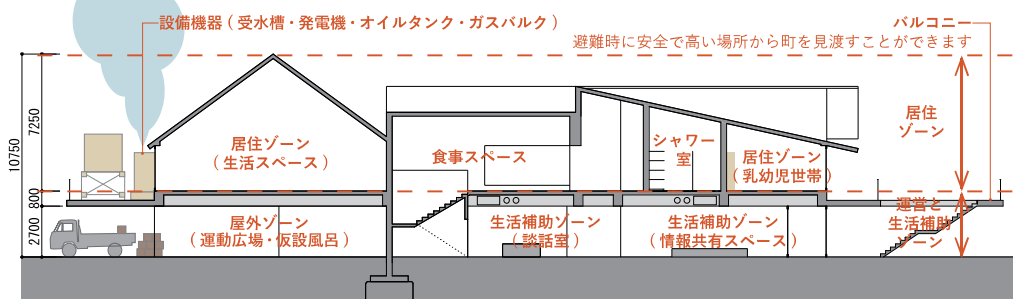 設備機器（受水槽・発電機・オイルタンク・ガスバルク）
バルコニー
避難時に安全で高い場所から町を見渡すことができます
居住
ゾーン
居住ゾーン
（生活スペース）
食事スペース
シャワー
室
居住ゾーン
（乳幼児世帯）
10750
7250
800
2700
屋外ゾーン
（運動広場・仮設風呂）
生活補助ゾーン
（談話室）
生活補助ゾーン
（情報共有スペース）
運営と
生活補助
ゾーン